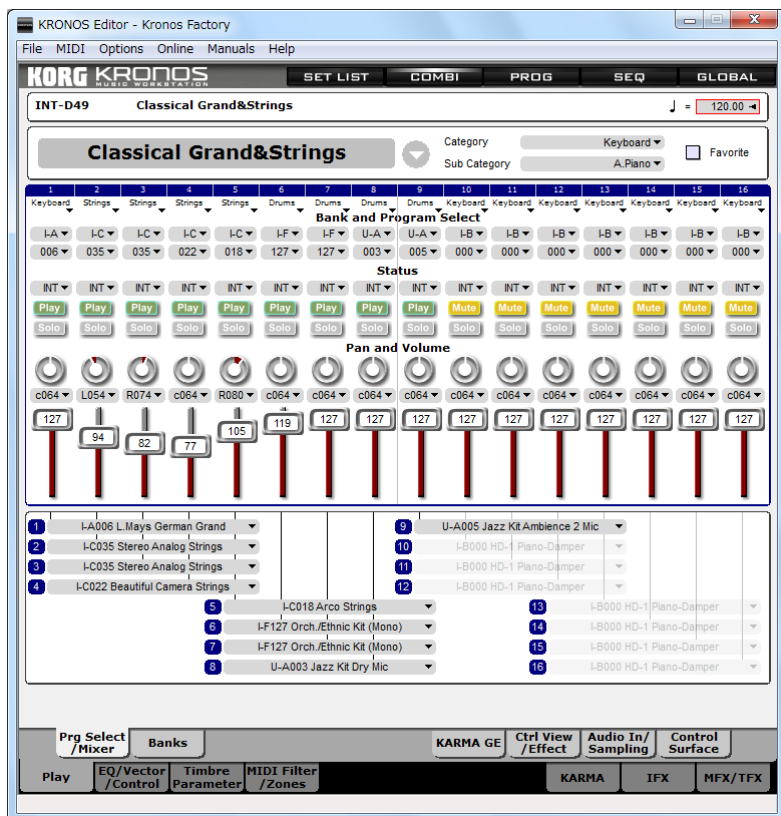 KRONOS Editor - Kronos Factory
File MIDI Options Online Manuals Help
KORG KRONOS SET LIST COMBI PROG SEQ GLOBAL
MUSIC WORKSTATION
INT-D49 Classical Grand&Strings ♩ = 120.00
Classical Grand&Strings
Category Keyboard
Sub Category A.Piano
Favorite
1 2 3 4 5 6 7 8 9 10 11 12 13 14 15 16
Keyboard Strings Strings Strings Strings Drums Drums Drums Drums Keyboard Keyboard Keyboard Keyboard Keyboard Keyboard Keyboard
Bank and Program Select
I-A I-C I-C I-C I-C I-F I-F U-A U-A I-B I-B I-B I-B I-B I-B I-B
006 035 035 022 018 127 127 003 005 000 000 000 000 000 000 000
Status
INT INT INT INT INT INT INT INT INT INT INT INT INT INT INT INT
Play Play Play Play Play Play Play Play Play Mute Mute Mute Mute Mute Mute Mute
Solo Solo Solo Solo Solo Solo Solo Solo Solo Solo Solo Solo Solo Solo Solo Solo
Pan and Volume
c064 L054 R074 c064 R080 c064 c064 c064 c064 c064 c064 c064 c064 c064 c064 c064
127 94 82 77 105 119 127 127 127 127 127 127 127 127 127 127
1 I-A006 L.Mays German Grand
2 I-C035 Stereo Analog Strings
3 I-C035 Stereo Analog Strings
4 I-C022 Beautiful Camera Strings
5 I-C018 Arco Strings
6 I-F127 Orch./Ethnic Kit (Mono)
7 I-F127 Orch./Ethnic Kit (Mono)
8 U-A003 Jazz Kit Dry Mic
9 U-A005 Jazz Kit Ambience 2 Mic
10 I-B000 HD-1 Piano-Damper
11 I-B000 HD-1 Piano-Damper
12 I-B000 HD-1 Piano-Damper
13 I-B000 HD-1 Piano-Damper
14 I-B000 HD-1 Piano-Damper
15 I-B000 HD-1 Piano-Damper
16 I-B000 HD-1 Piano-Damper
Prg Select
/Mixer
Banks
KARMA GE
Ctrl View
/Effect
Audio In/
Sampling
Control
Surface
Play
EQ/Vector
/Control
Timbre
Parameter
MIDI Filter
/Zones
KARMA
IFX
MFX/TFX